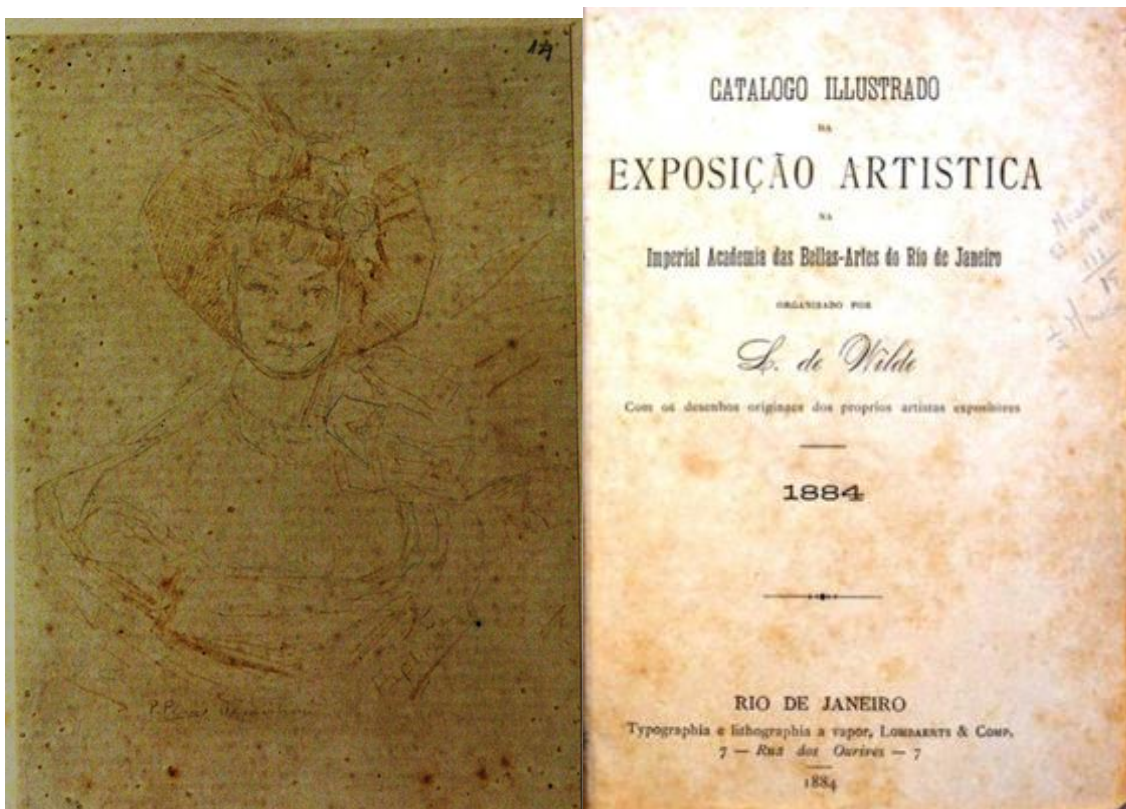 14
CATALOGO ILLUSTRADO
DA
EXPOSIÇÃO ARTISTICA
NA
Imperial Academia das Bellas-Artes do Rio de Janeiro
ORGANISADO POR
L. de Wilde
Com os desenhos originaes dos proprios artistas expositores
1884
RIO DE JANEIRO
Typographia e lithographia a vapor, LOMBAERTS & COMP.
7 — Rua dos Ourives — 7
1884